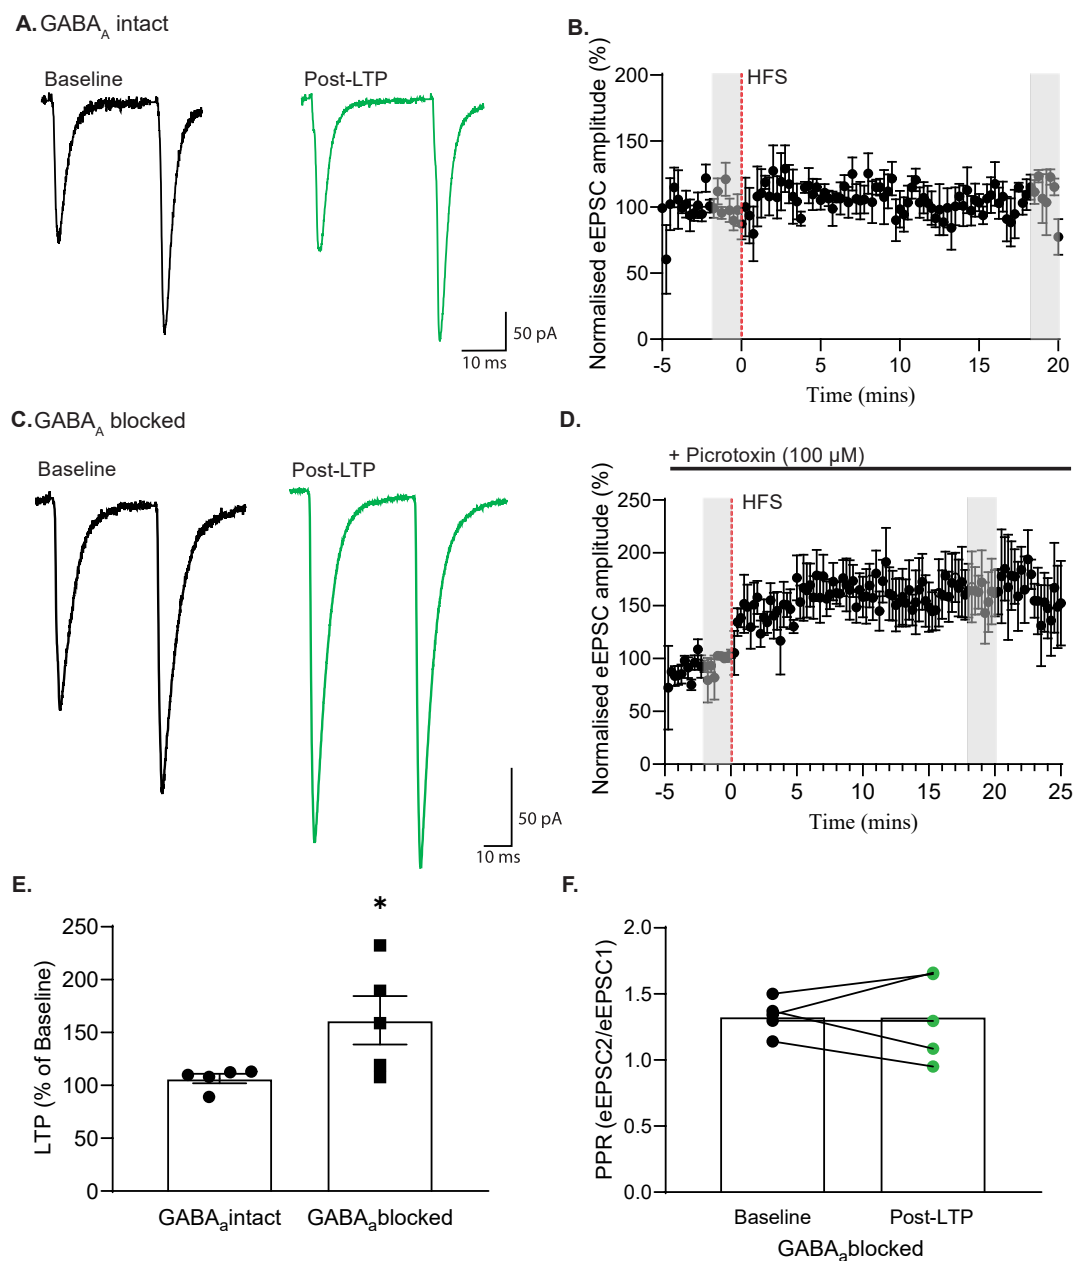 A. GABAA intact
Baseline
Post-LTP
50 pA
10 ms
B.
Normalised eEPSC amplitude (%)
HFS
200
150
100
50
0
-5 0 5 10 15 20
Time (mins)
C. GABAA blocked
Baseline
Post-LTP
50 pA
10 ms
D.
+ Picrotoxin (100 µM)
Normalised eEPSC amplitude (%)
HFS
250
200
150
100
50
0
-5 0 5 10 15 20 25
Time (mins)
E.
*
LTP (% of Baseline)
250
200
150
100
50
0
GABAaintact GABAablocked
F.
PPR (eEPSC2/eEPSC1)
2.0
1.5
1.0
0.5
0.0
Baseline Post-LTP
GABAablocked